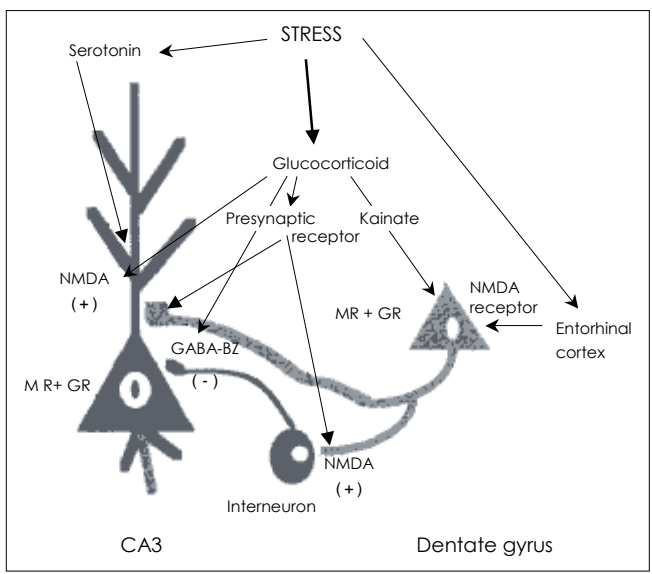 STRESS
Serotonin
Glucocorticoid
Presynaptic
receptor
Kainate
NMDA
(+)
NMDA
receptor
MR + GR
Entorhinal
cortex
GABA-BZ
(-)
M R+ GR
NMDA
(+)
Interneuron
CA3
Dentate gyrus